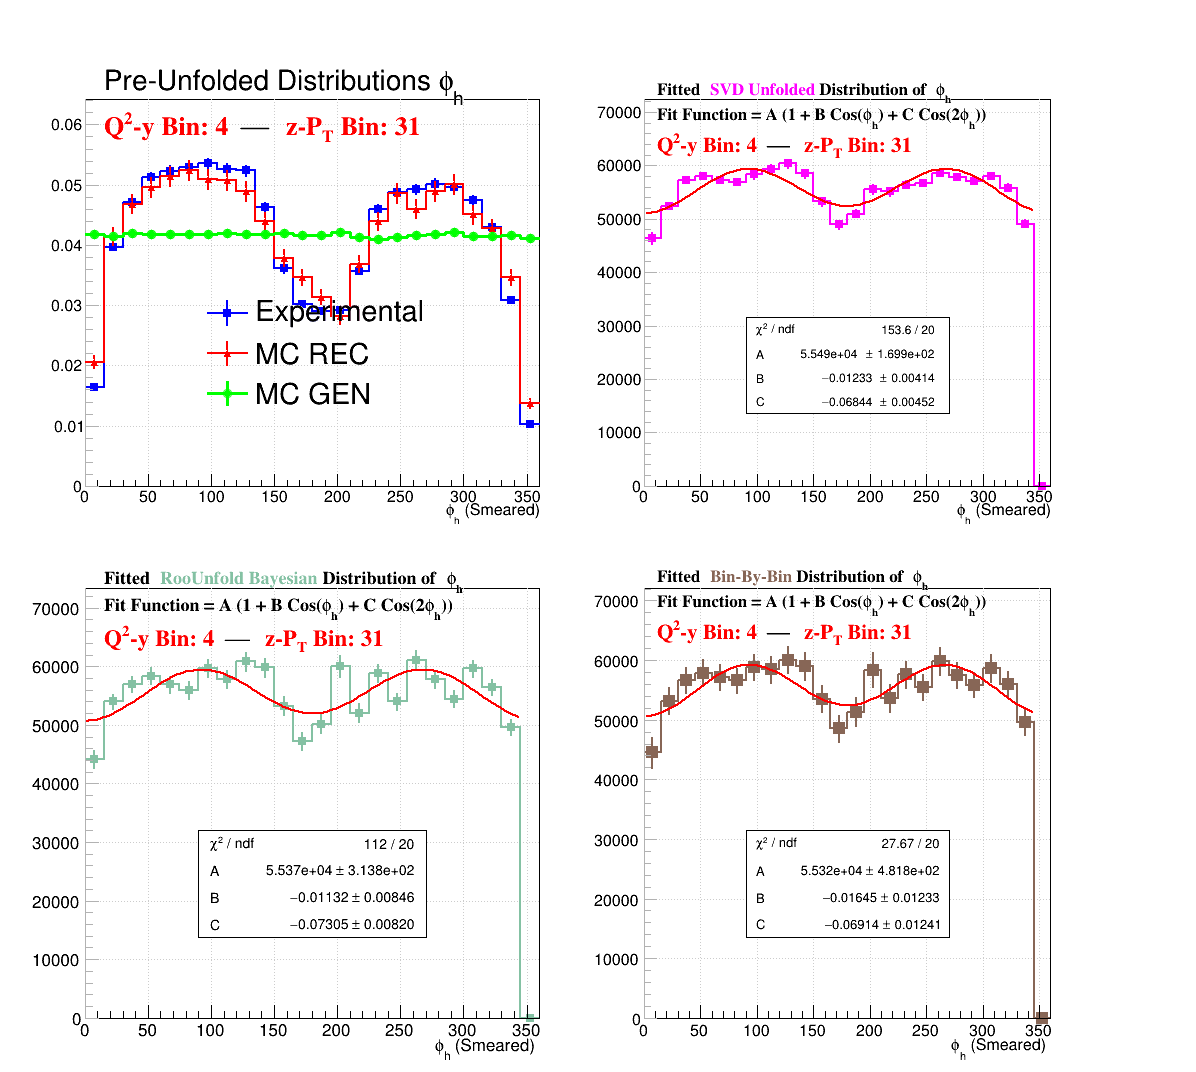 Pre-Unfolded Distributions ϕh
Q²-y Bin: 4 — z-PT Bin: 31
0.06
0.05
0.04
0.03
0.02
0.01
0
Experimental
MC REC
MC GEN
0 50 100 150 200 250 300 350
ϕh (Smeared)
Fitted SVD Unfolded Distribution of ϕh
Fit Function = A (1 + B Cos(ϕh) + C Cos(2ϕh))
Q²-y Bin: 4 — z-PT Bin: 31
70000
60000
50000
40000
30000
20000
10000
0
χ² / ndf 153.6 / 20
A 5.549e+04 ± 1.699e+02
B −0.01233 ± 0.00414
C −0.06844 ± 0.00452
0 50 100 150 200 250 300 350
ϕh (Smeared)
Fitted RooUnfold Bayesian Distribution of ϕh
Fit Function = A (1 + B Cos(ϕh) + C Cos(2ϕh))
Q²-y Bin: 4 — z-PT Bin: 31
70000
60000
50000
40000
30000
20000
10000
0
χ² / ndf 112 / 20
A 5.537e+04 ± 3.138e+02
B −0.01132 ± 0.00846
C −0.07305 ± 0.00820
0 50 100 150 200 250 300 350
ϕh (Smeared)
Fitted Bin-By-Bin Distribution of ϕh
Fit Function = A (1 + B Cos(ϕh) + C Cos(2ϕh))
Q²-y Bin: 4 — z-PT Bin: 31
70000
60000
50000
40000
30000
20000
10000
0
χ² / ndf 27.67 / 20
A 5.532e+04 ± 4.818e+02
B −0.01645 ± 0.01233
C −0.06914 ± 0.01241
0 50 100 150 200 250 300 350
ϕh (Smeared)